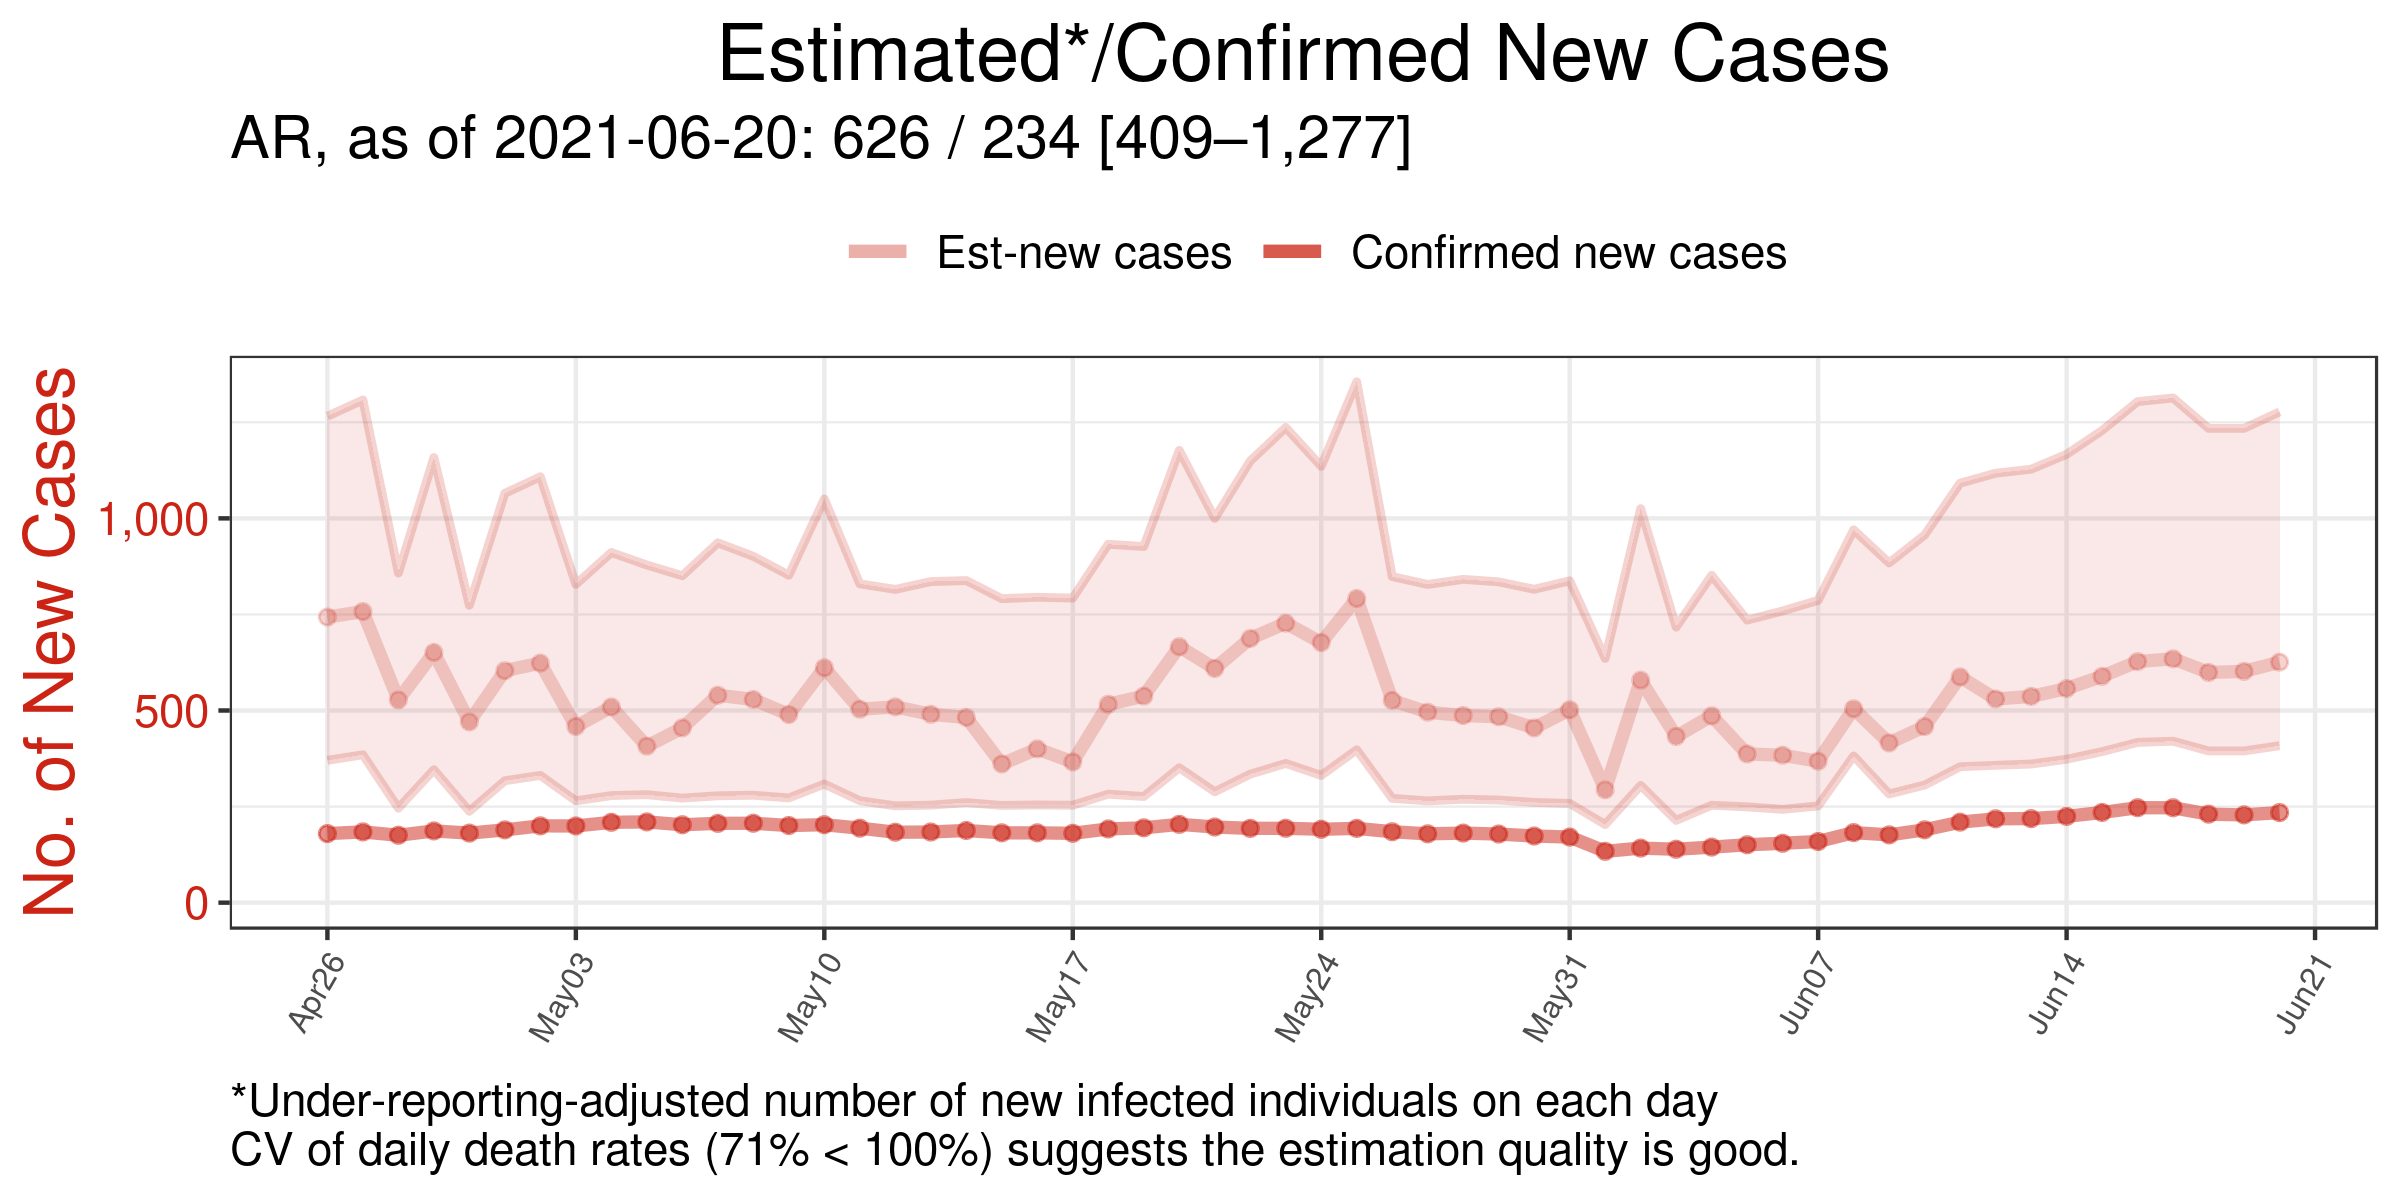 Estimated*/Confirmed New Cases
AR, as of 2021-06-20: 626 / 234 [409–1,277]
Est-new cases
Confirmed new cases
No. of New Cases
1,000
500
0
Apr26
May03
May10
May17
May24
May31
Jun07
Jun14
Jun21
*Under-reporting-adjusted number of new infected individuals on each day
CV of daily death rates (71% < 100%) suggests the estimation quality is good.